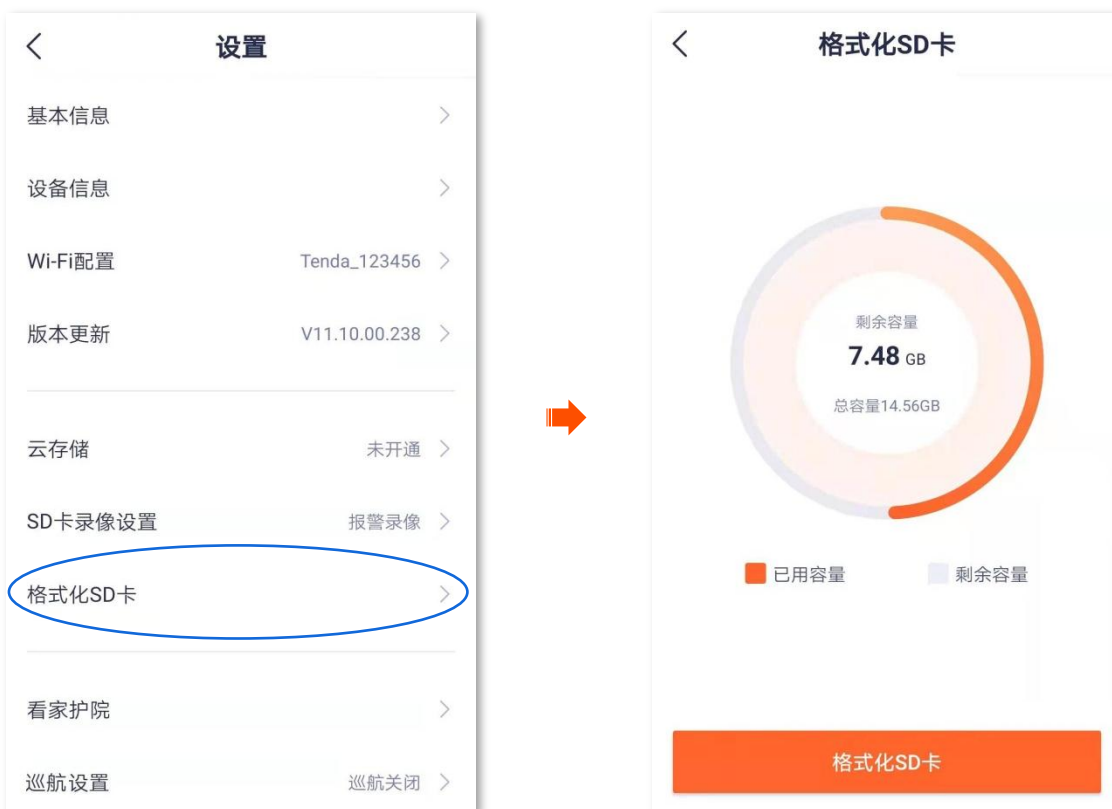 设置
基本信息
设备信息
Wi-Fi配置 Tenda_123456
版本更新 V11.10.00.238
云存储 未开通
SD卡录像设置 报警录像
格式化SD卡
看家护院
巡航设置 巡航关闭
格式化SD卡
剩余容量
7.48 GB
总容量14.56GB
已用容量 剩余容量
格式化SD卡